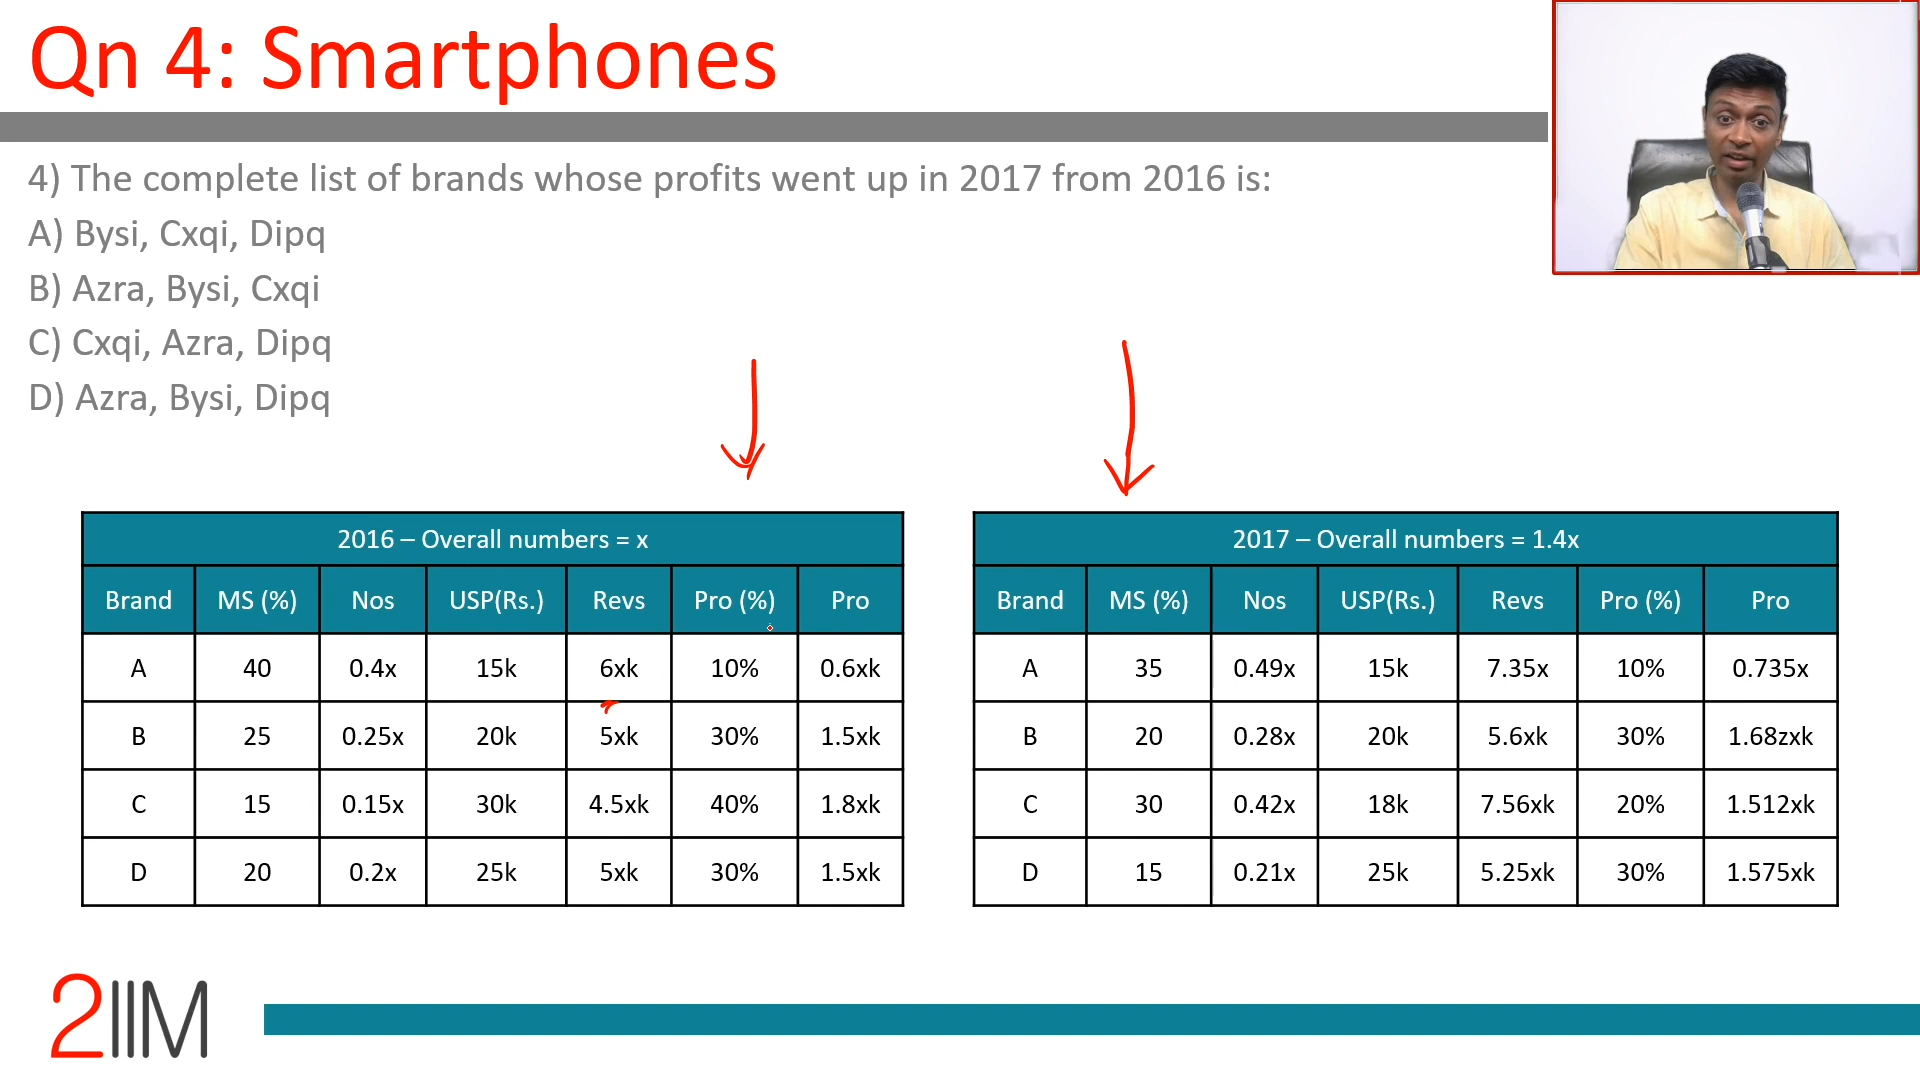 Qn 4: Smartphones
4) The complete list of brands whose profits went up in 2017 from 2016 is:
A) Bysi, Cxqi, Dipq
B) Azra, Bysi, Cxqi
C) Cxqi, Azra, Dipq
D) Azra, Bysi, Dipq
2016 – Overall numbers = x
Brand MS (%) Nos USP(Rs.) Revs Pro (%) Pro
A 40 0.4x 15k 6xk 10% 0.6xk
B 25 0.25x 20k 5xk 30% 1.5xk
C 15 0.15x 30k 4.5xk 40% 1.8xk
D 20 0.2x 25k 5xk 30% 1.5xk
2017 – Overall numbers = 1.4x
Brand MS (%) Nos USP(Rs.) Revs Pro (%) Pro
A 35 0.49x 15k 7.35x 10% 0.735x
B 20 0.28x 20k 5.6xk 30% 1.68zxk
C 30 0.42x 18k 7.56xk 20% 1.512xk
D 15 0.21x 25k 5.25xk 30% 1.575xk
2IIM